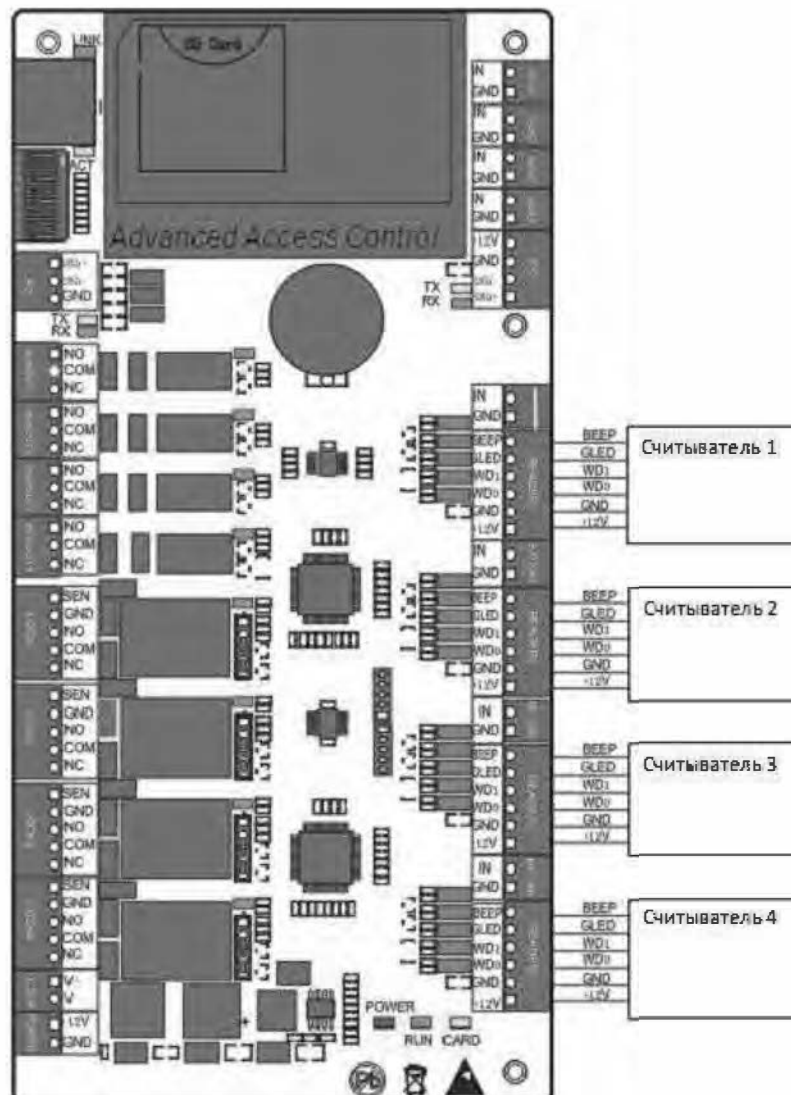 LINK
SD Card
ACT
Advanced Access Control
GND
TX
RX
NO
COM
NC
NO
COM
NC
NO
COM
NC
NO
COM
NC
SEN
GND
NO
COM
NC
SEN
GND
NO
COM
NC
SEN
GND
NO
COM
NC
SEN
GND
NO
COM
NC
+12V
GND
IN
GND
IN
GND
IN
GND
IN
GND
+12V
GND
TX
RX
IN
GND
BEEP
GLED
WD1
WD0
GND
+12V
IN
GND
BEEP
GLED
WD1
WD0
GND
+12V
IN
GND
BEEP
GLED
WD1
WD0
GND
12V
IN
GND
BEEP
GLED
WD1
WD0
GND
+12V
POWER
RUN
CARD
Pb
BEEP
GLED
WD1
WD0
GND
+12V
Считыватель 1
BEEP
GLED
WD1
WD0
GND
+12V
Считыватель 2
BEEP
GLED
WD1
WD0
GND
+12V
Считыватель 3
BEEP
GLED
WD1
WD0
GND
+12V
Считыватель 4